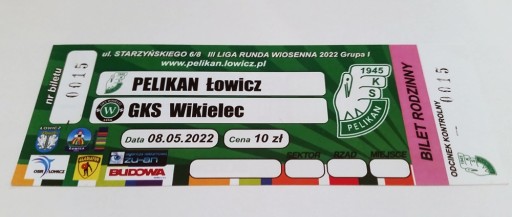 ul. STARZYŃSKIEGO 6/8 III LIGA RUNDA WIOSENNA 2022 Grupa I
www.pelikan.lowicz.pl
nr biletu
0015
PELIKAN Łowicz
GKS Wikielec
Data 08.05.2022
Cena 10 zł
1945
K
S
PELIKAN
BUDOWA
SEKTOR
RZĄD
MIEJSCE
BILET RODZINNY
ODCINEK KONTROLNY
0015